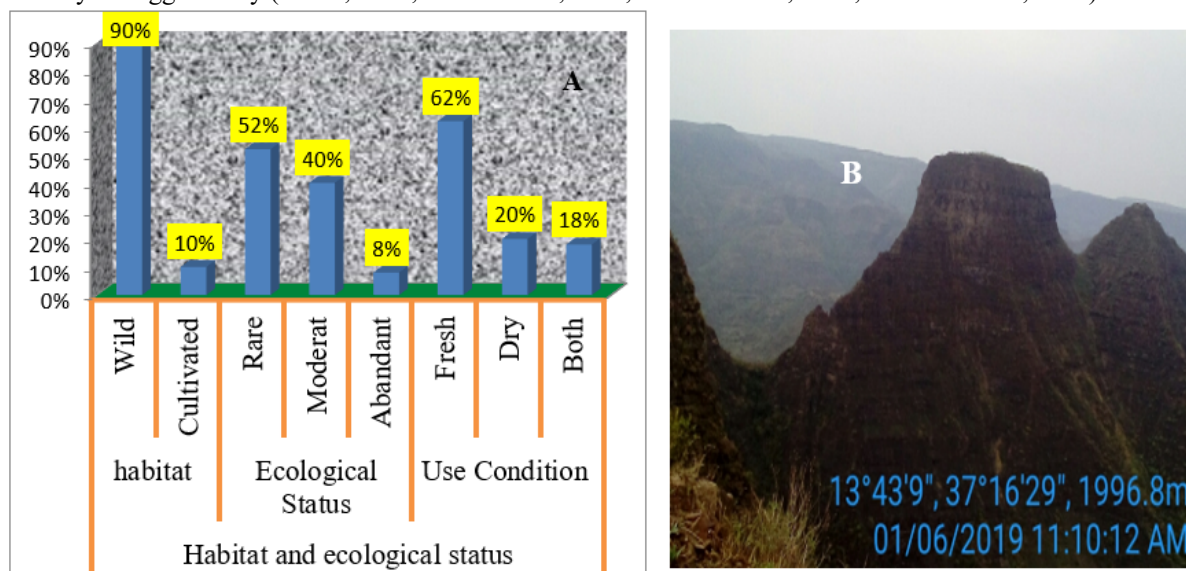 90%
80%
70%
60%
50%
40%
30%
20%
10%
0%
90%
10%
52%
40%
8%
62%
20%
18%
A
Wild
Cultivated
Rare
Moderat
Abandant
Fresh
Dry
Both
habitat
Ecological
Status
Use Condition
Habitat and ecological status
B
13°43'9", 37°16'29", 1996.8m
01/06/2019 11:10:12 AM